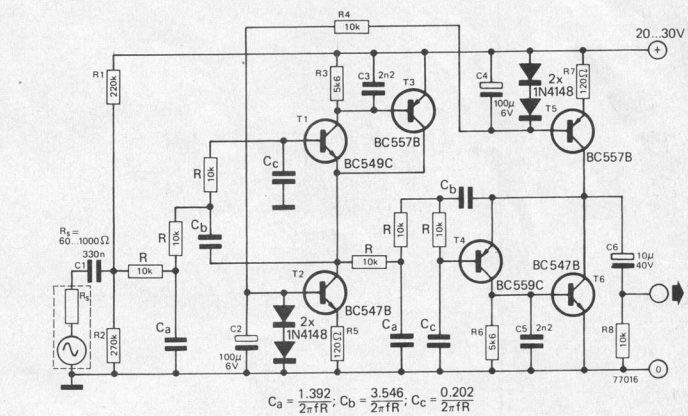 R4
10k
20...30V
+
R1
220k
R3
5k6
C3
2n2
T3
BC557B
C4
100μ
6V
2x
1N4148
R7
120Ω
T5
BC557B
T1
BC549C
R
10k
Cc
Cb
R
10k
Rs =
60...1000Ω
330n
C1
R
10k
Rs
R2
270k
Ca
C2
100μ
6V
2x
1N4148
T2
BC547B
R5
120Ω
R
10k
R
10k
R
10k
Cb
T4
BC559C
Ca
Cc
R6
5k6
C5
2n2
BC547B
T6
C6
10μ
40V
R8
10k
77016
0
Ca = 1.392/2πfR; Cb = 3.546/2πfR; Cc = 0.202/2πfR